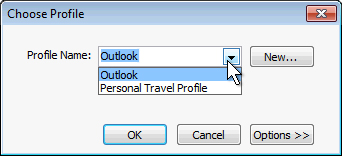 Choose Profile
Profile Name: Outlook New...
Outlook
Personal Travel Profile
OK Cancel Options >>